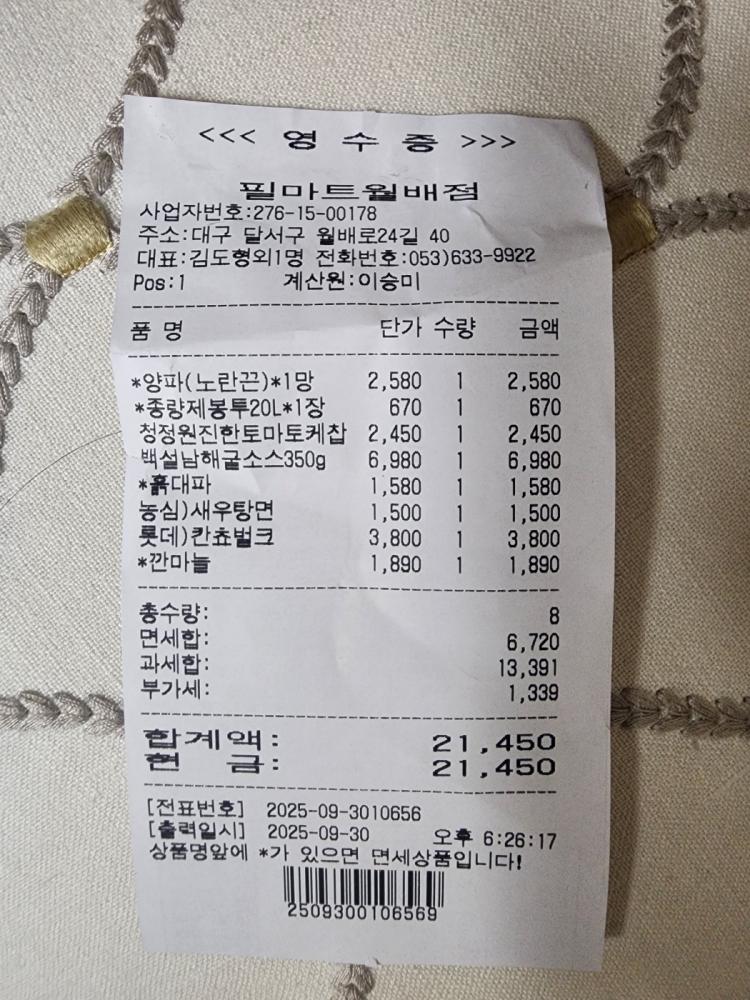 <<< 영 수 증 >>>
필마트월배점
사업자번호:276-15-00178
주소:대구 달서구 월배로24길 40
대표:김도형외1명 전화번호:053)633-9922
Pos:1 계산원:이승미
품 명 단가 수량 금액
*양파(노란끈)*1망 2,580 1 2,580
*종량제봉투20L*1장 670 1 670
청정원진한토마토케찹 2,450 1 2,450
백설남해굴소스350g 6,980 1 6,980
*흙대파 1,580 1 1,580
농심)새우탕면 1,500 1 1,500
롯데)칸쵸벌크 3,800 1 3,800
*깐마늘 1,890 1 1,890
총수량: 8
면세합: 6,720
과세합: 13,391
부가세: 1,339
합계액: 21,450
현 금: 21,450
[전표번호] 2025-09-3010656
[출력일시] 2025-09-30 오후 6:26:17
상품명앞에 *가 있으면 면세상품입니다!
2509300106569